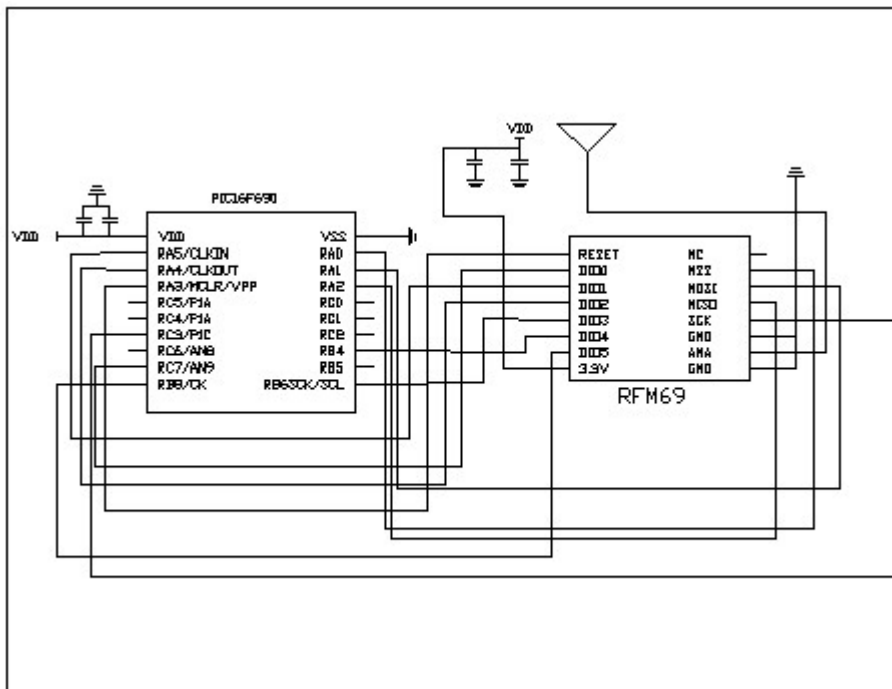 VDD
PIC16F690
VDD
VDD VSS
RA5/CLKIN RA0
RA4/CLKOUT RA1
RA3/MCLR/VPP RA2
RC5/P1A RC0
RC4/P1A RC1
RC3/P1C RC2
RC6/AN8 RB4
RC7/AN9 RB5
RB8/CK RB6SCK/SCL
RESET NC
DIO0 NSS
DIO1 MOSI
DIO2 MISO
DIO3 SCK
DIO4 GND
DIO5 ANA
3.3V GND
RFM69